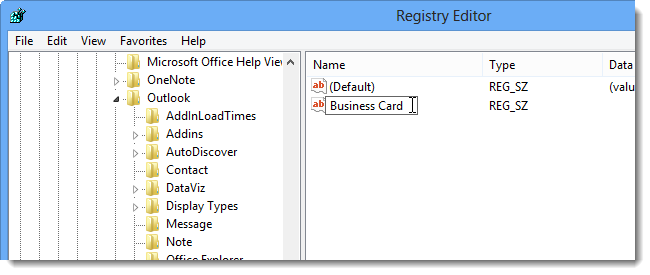 Registry Editor
File Edit View Favorites Help
Microsoft Office Help View
OneNote
Outlook
AddInLoadTimes
Addins
AutoDiscover
Contact
DataViz
Display Types
Message
Note
Office Explorer
Name Type Data
ab (Default) REG_SZ (valu
ab Business Card REG_SZ